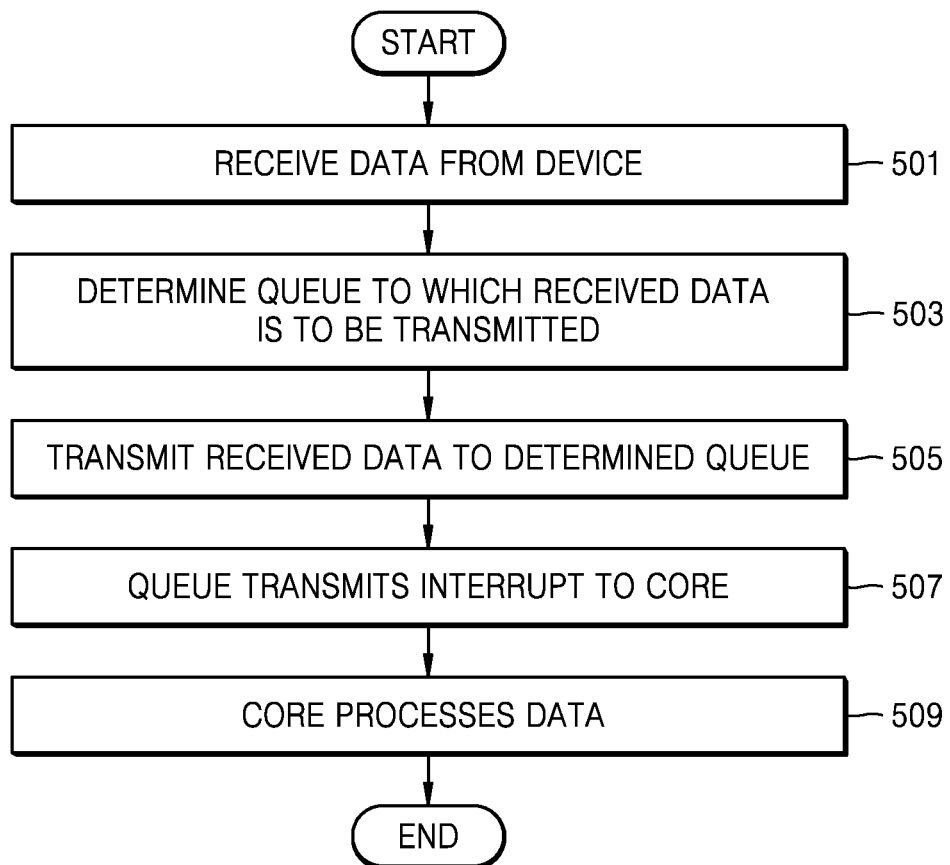 START
RECEIVE DATA FROM DEVICE
501
DETERMINE QUEUE TO WHICH RECEIVED DATA
IS TO BE TRANSMITTED
503
TRANSMIT RECEIVED DATA TO DETERMINED QUEUE
505
QUEUE TRANSMITS INTERRUPT TO CORE
507
CORE PROCESSES DATA
509
END